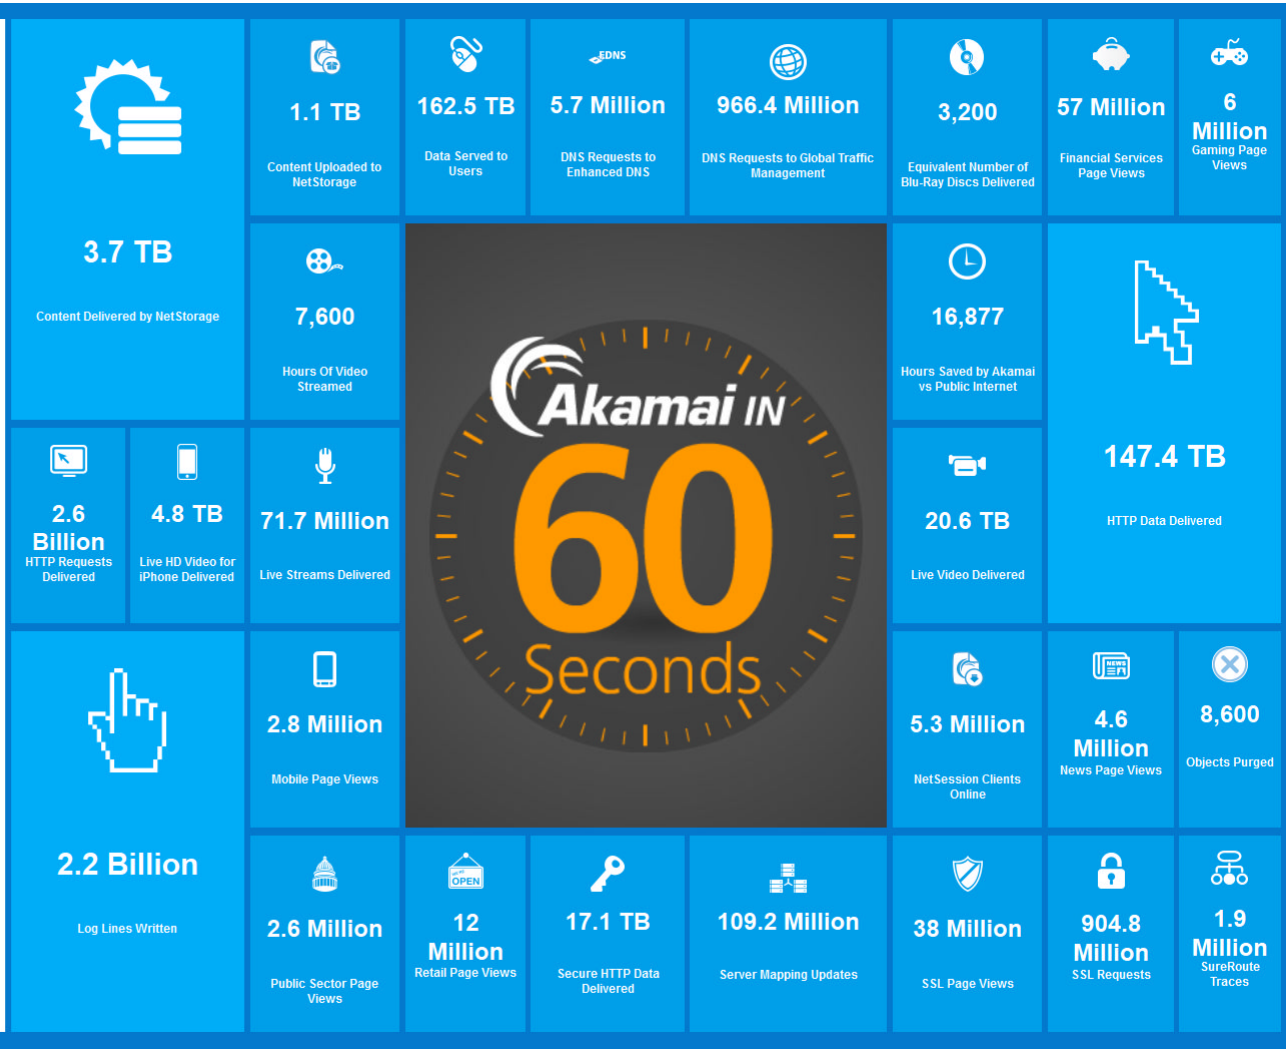 3.7 TB
Content Delivered by NetStorage
1.1 TB
Content Uploaded to
NetStorage
162.5 TB
Data Served to
Users
EDNS
5.7 Million
DNS Requests to
Enhanced DNS
966.4 Million
DNS Requests to Global Traffic
Management
3,200
Equivalent Number of
Blu-Ray Discs Delivered
57 Million
Financial Services
Page Views
6
Million
Gaming Page
Views
7,600
Hours Of Video
Streamed
Akamai IN
60
Seconds
16,877
Hours Saved by Akamai
vs Public Internet
147.4 TB
HTTP Data Delivered
2.6
Billion
HTTP Requests
Delivered
4.8 TB
Live HD Video for
iPhone Delivered
71.7 Million
Live Streams Delivered
20.6 TB
Live Video Delivered
2.2 Billion
Log Lines Written
2.8 Million
Mobile Page Views
5.3 Million
NetSession Clients
Online
NEWS
4.6
Million
News Page Views
8,600
Objects Purged
2.6 Million
Public Sector Page
Views
OPEN
12
Million
Retail Page Views
17.1 TB
Secure HTTP Data
Delivered
109.2 Million
Server Mapping Updates
38 Million
SSL Page Views
904.8
Million
SSL Requests
1.9
Million
SureRoute
Traces